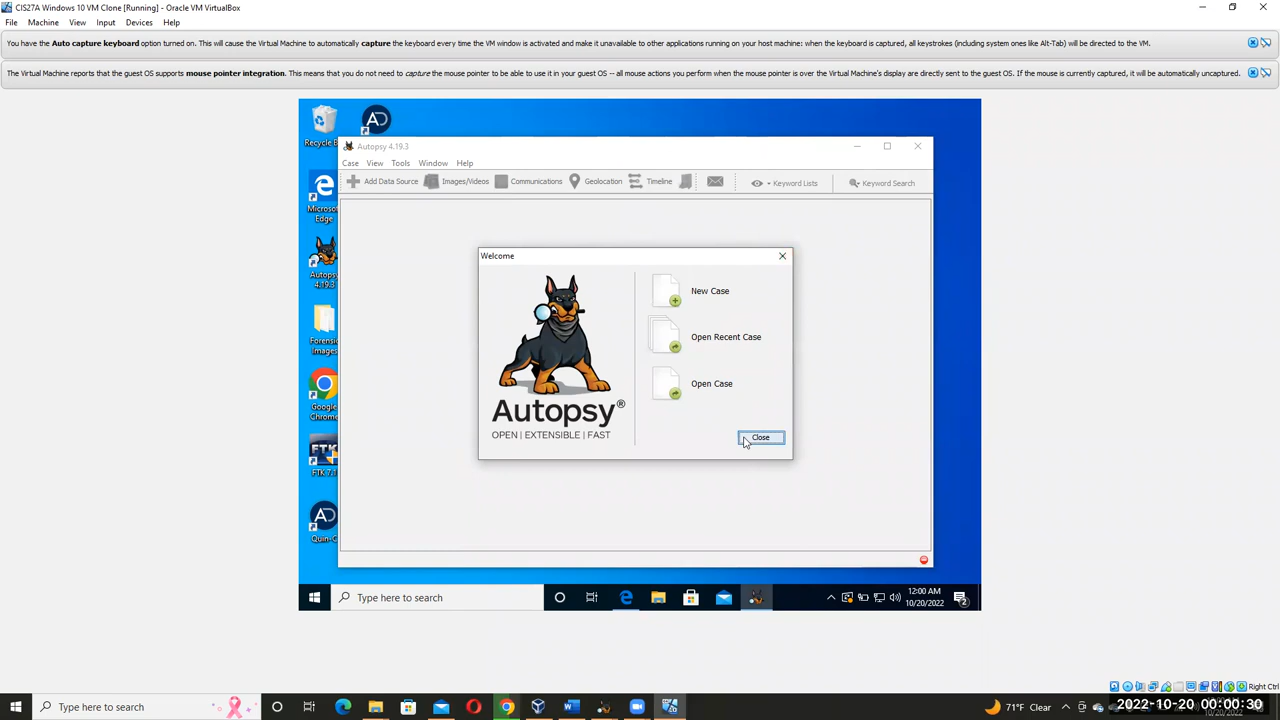 CIS27A Windows 10 VM Clone [Running] - Oracle VM VirtualBox
File Machine View Input Devices Help
You have the Auto capture keyboard option turned on. This will cause the Virtual Machine to automatically capture the keyboard every time the VM window is activated and make it unavailable to other applications running on your host machine: when the keyboard is captured, all keystrokes (including system ones like Alt-Tab) will be directed to the VM.
The Virtual Machine reports that the guest OS supports mouse pointer integration. This means that you do not need to capture the mouse pointer to be able to use it in your guest OS -- all mouse actions you perform when the mouse pointer is over the Virtual Machine's display are directly sent to the guest OS. If the mouse is currently captured, it will be automatically uncaptured.
Recycle B
Microsof
Edge
Autopsy
4.19.3
Forensi
Images
Google
Chrome
FTK
FTK 7.1
Quin-C
Autopsy 4.19.3
Case View Tools Window Help
Add Data Source Images/Videos Communications Geolocation Timeline Keyword Lists Keyword Search
Welcome
New Case
Open Recent Case
Open Case
Autopsy®
OPEN | EXTENSIBLE | FAST
Close
Type here to search
12:00 AM
10/20/2022
2
Right Ctrl
Type here to search
71°F Clear
2022-10-20 00:00:30